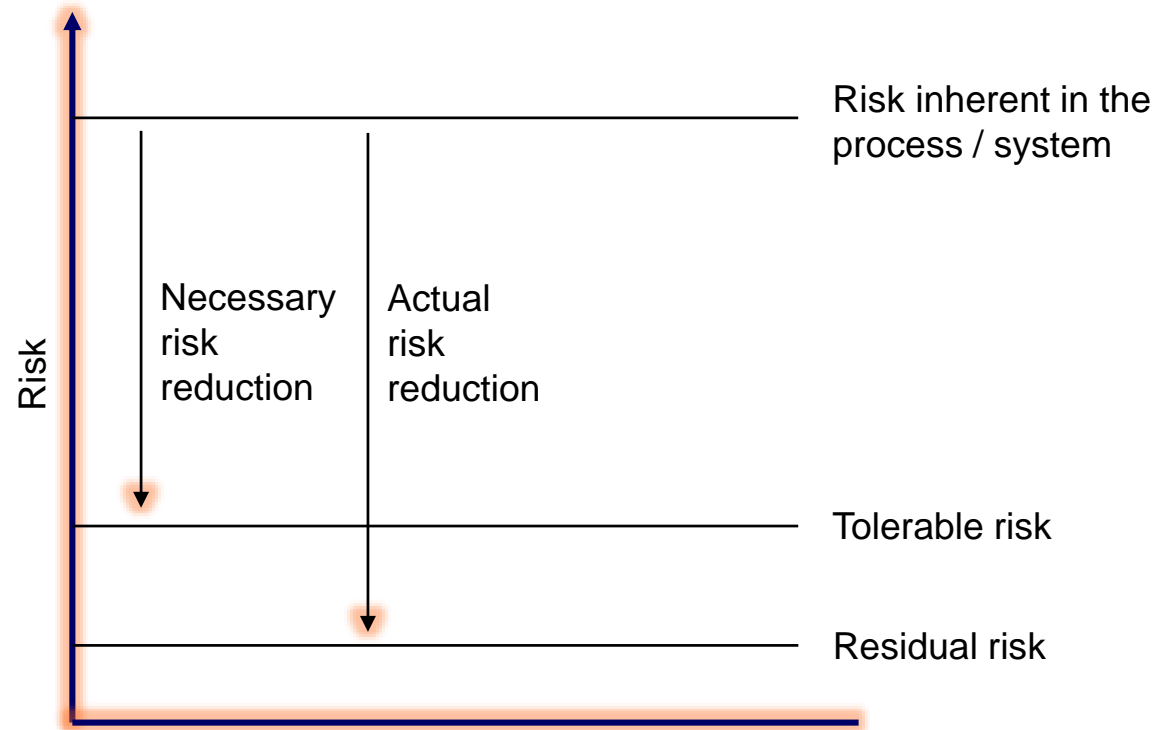 Risk inherent in the
process / system
Necessary
risk
reduction
Actual
risk
reduction
Risk
Tolerable risk
Residual risk